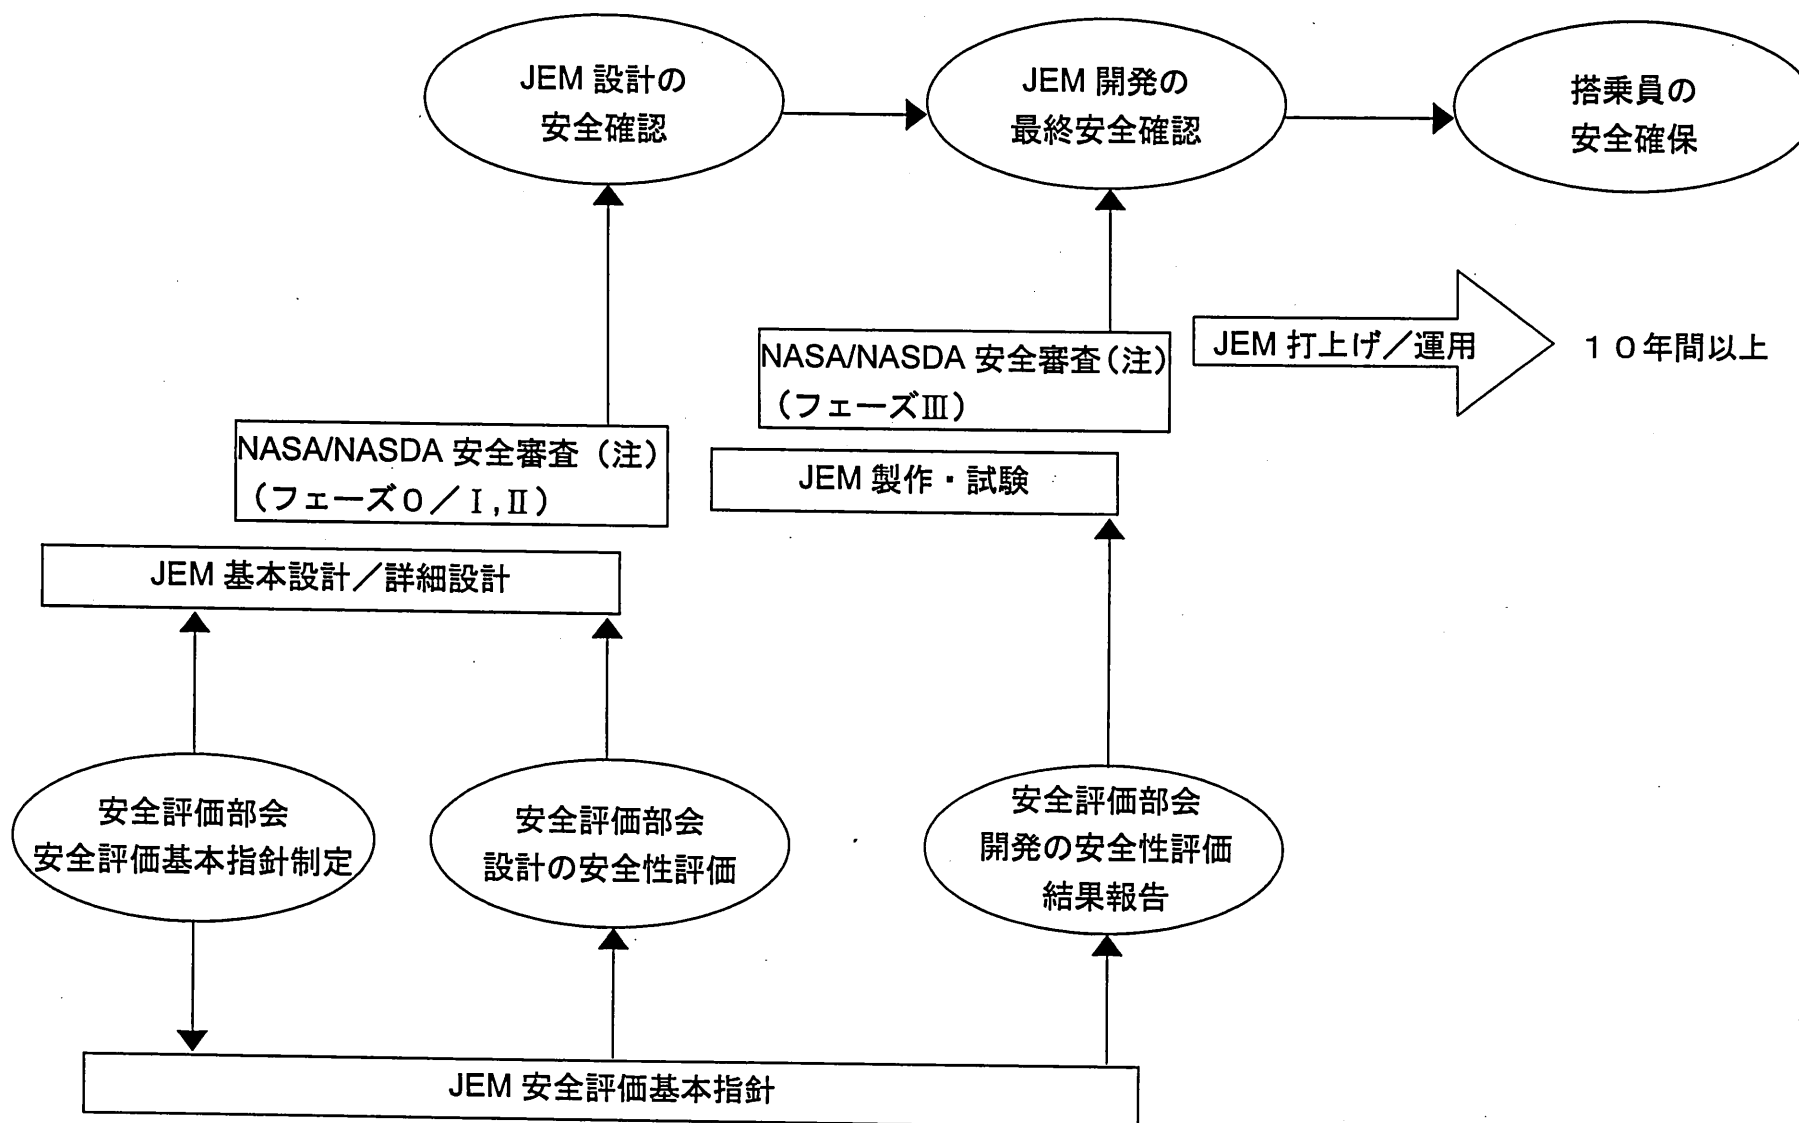 JEM 設計の
安全確認
JEM 開発の
最終安全確認
搭乗員の
安全確保
NASA/NASDA 安全審査（注）
（フェーズⅢ）
JEM 打上げ／運用
１０年間以上
NASA/NASDA 安全審査（注）
（フェーズ０／Ⅰ,Ⅱ）
JEM 製作・試験
JEM 基本設計／詳細設計
安全評価部会
安全評価基本指針制定
安全評価部会
設計の安全性評価
安全評価部会
開発の安全性評価
結果報告
JEM 安全評価基本指針